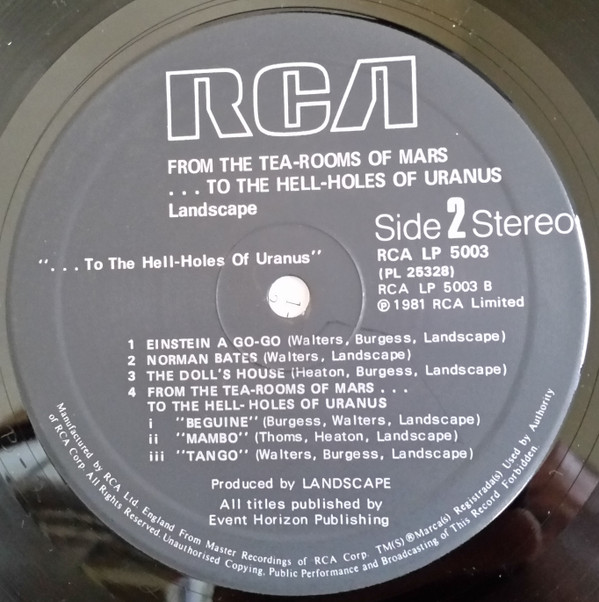 RCA
FROM THE TEA-ROOMS OF MARS
. . . TO THE HELL-HOLES OF URANUS
Landscape
Side 2 Stereo
RCA LP 5003
(PL 25328)
RCA LP 5003 B
℗ 1981 RCA Limited
". . . To The Hell-Holes Of Uranus"
1 EINSTEIN A GO-GO (Walters, Burgess, Landscape)
2 NORMAN BATES (Walters, Landscape)
3 THE DOLL'S HOUSE (Heaton, Burgess, Landscape)
4 FROM THE TEA-ROOMS OF MARS . . .
TO THE HELL- HOLES OF URANUS
i "BEGUINE" (Burgess, Walters, Landscape)
ii "MAMBO" (Thoms, Heaton, Landscape)
iii "TANGO" (Walters, Burgess, Landscape)
Produced by LANDSCAPE
All titles published by
Event Horizon Publishing
Manufactured by RCA Ltd. England From Master Recordings of RCA Corp. TM(S) ® Marca(s) Registrada(s) Used by Authority
of RCA Corp. All Rights Reserved. Unauthorised Copying, Public Performance and Broadcasting of This Record Forbidden